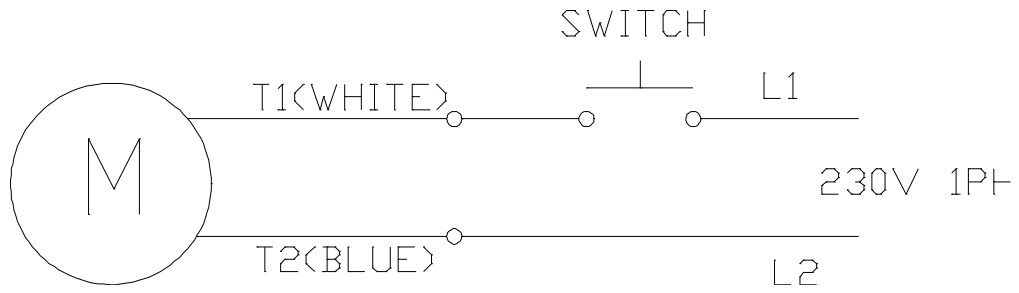 SWITCH
T1(WHITE)
L1
M
230V 1PH
T2(BLUE)
L2